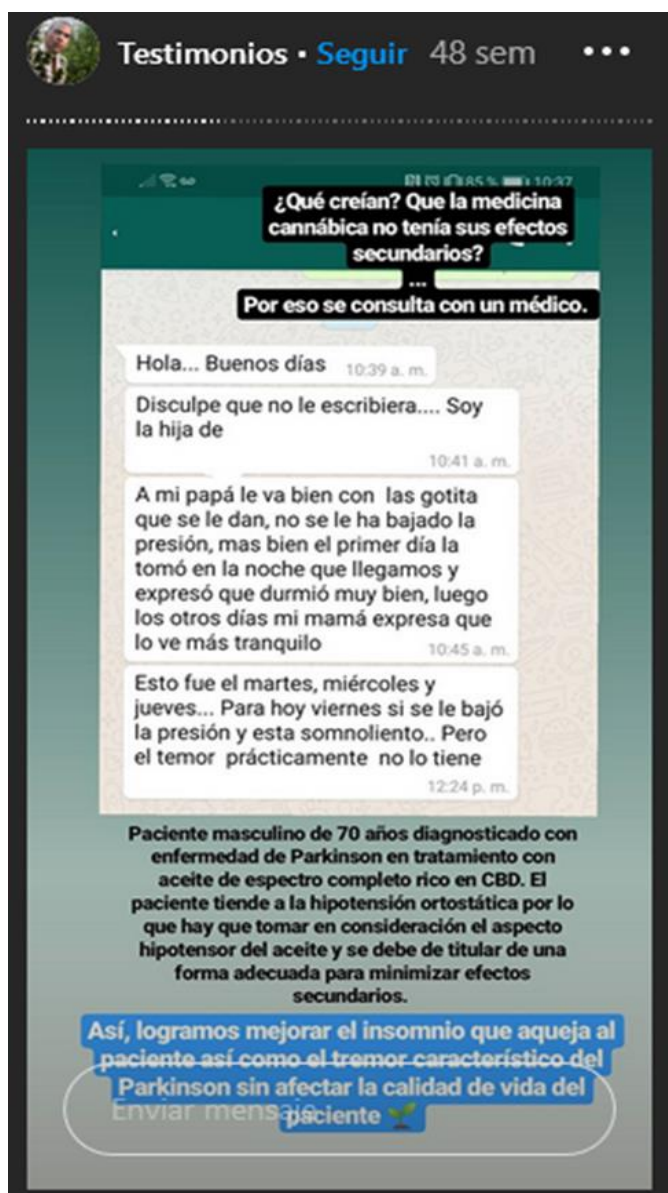 Testimonios • Seguir 48 sem •••
85 % 10:37
¿Qué creían? Que la medicina
cannábica no tenía sus efectos
secundarios?
...
Por eso se consulta con un médico.
Hola... Buenos días 10:39 a. m.
Disculpe que no le escribiera.... Soy
la hija de
10:41 a. m.
A mi papá le va bien con las gotita
que se le dan, no se le ha bajado la
presión, mas bien el primer día la
tomó en la noche que llegamos y
expresó que durmió muy bien, luego
los otros días mi mamá expresa que
lo ve más tranquilo
10:45 a. m.
Esto fue el martes, miércoles y
jueves... Para hoy viernes si se le bajó
la presión y esta somnoliento.. Pero
el temor prácticamente no lo tiene
12:24 p. m.
Paciente masculino de 70 años diagnosticado con
enfermedad de Parkinson en tratamiento con
aceite de espectro completo rico en CBD. El
paciente tiende a la hipotensión ortostática por lo
que hay que tomar en consideración el aspecto
hipotensor del aceite y se debe de titular de una
forma adecuada para minimizar efectos
secundarios.
Así, logramos mejorar el insomnio que aqueja al
paciente así como el tremor característico del
Parkinson sin afectar la calidad de vida del
paciente 🌱
Enviar mensaje